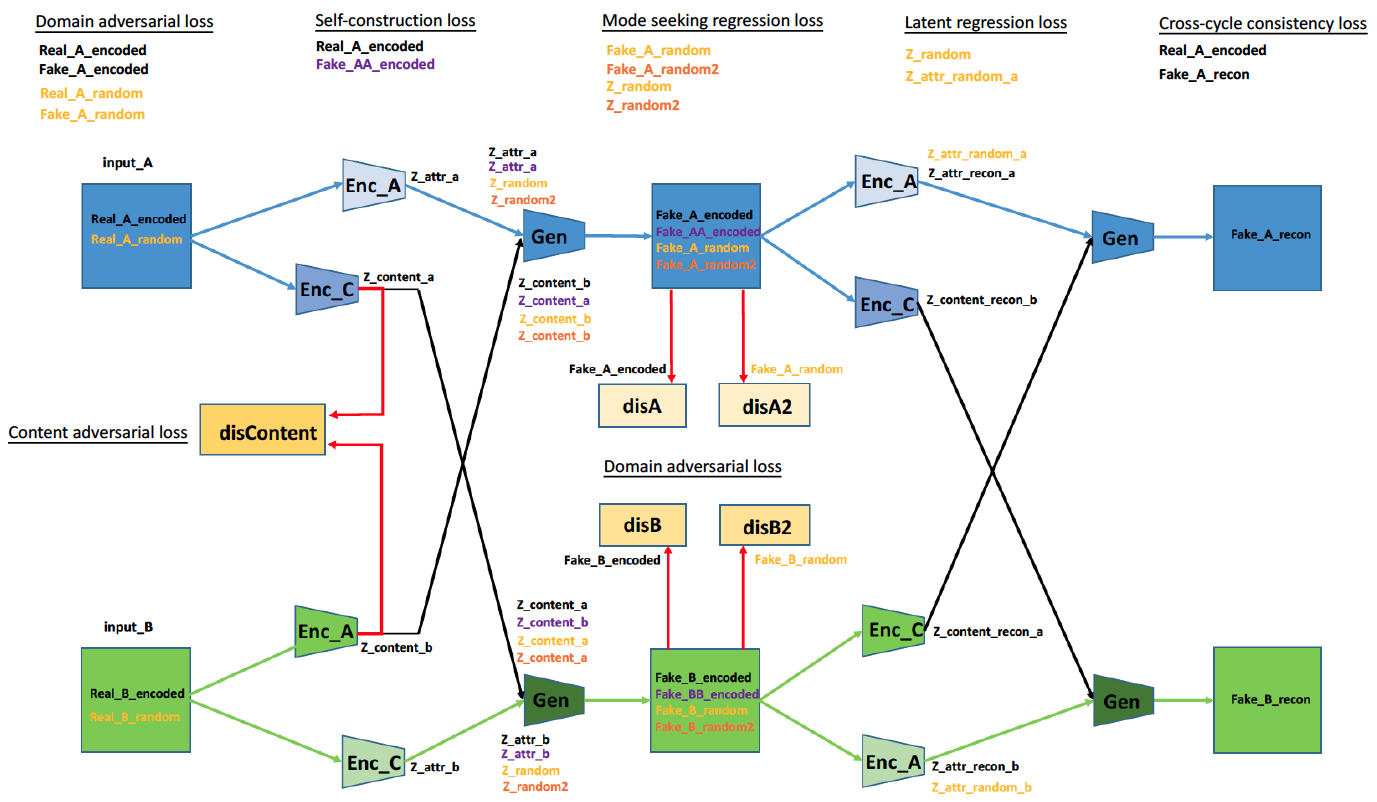 Domain adversarial loss
Real_A_encoded
Fake_A_encoded
Real_A_random
Fake_A_random
Self-construction loss
Real_A_encoded
Fake_AA_encoded
Mode seeking regression loss
Fake_A_random
Fake_A_random2
Z_random
Z_random2
Latent regression loss
Z_random
Z_attr_random_a
Cross-cycle consistency loss
Real_A_encoded
Fake_A_recon
input_A
Real_A_encoded
Real_A_random
Enc_A
Z_attr_a
Enc_C
Z_content_a
Z_attr_a
Z_attr_a
Z_random
Z_random2
Gen
Z_content_b
Z_content_a
Z_content_b
Z_content_b
Fake_A_encoded
Fake_AA_encoded
Fake_A_random
Fake_A_random2
Enc_A
Z_attr_random_a
Z_attr_recon_a
Enc_C
Z_content_recon_b
Gen
Fake_A_recon
Fake_A_encoded
Fake_A_random
disA
disA2
Content adversarial loss
disContent
Domain adversarial loss
disB
disB2
Fake_B_encoded
Fake_B_random
input_B
Real_B_encoded
Real_B_random
Enc_A
Z_content_b
Enc_C
Z_attr_b
Z_content_a
Z_content_b
Z_content_a
Z_content_a
Gen
Z_attr_b
Z_attr_b
Z_random
Z_random2
Fake_B_encoded
Fake_BB_encoded
Fake_B_random
Fake_B_random2
Enc_C
Z_content_recon_a
Enc_A
Z_attr_recon_b
Z_attr_random_b
Gen
Fake_B_recon